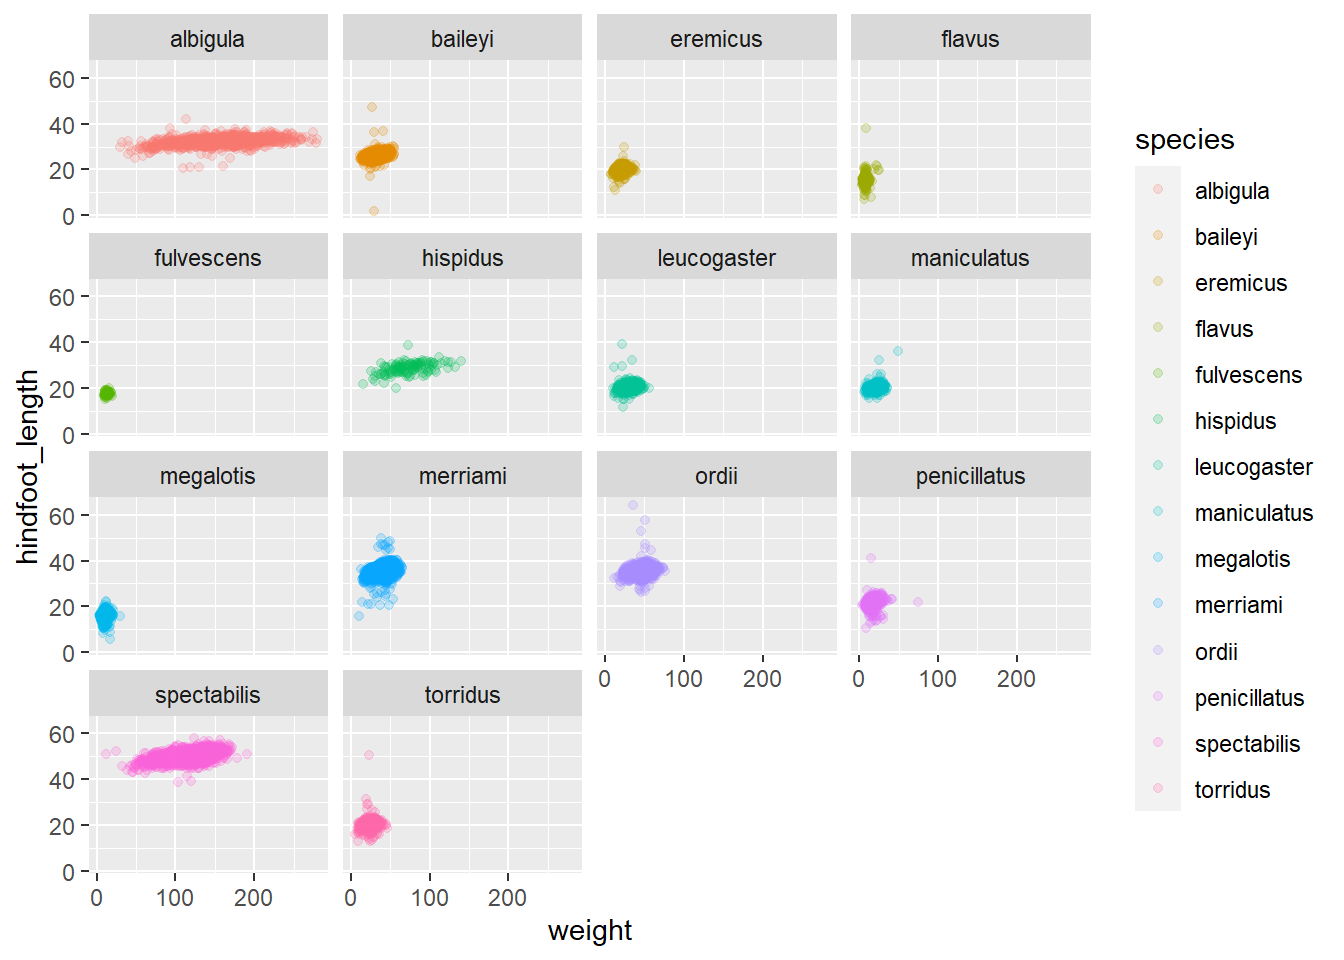 albigula baileyi eremicus flavus
60
40
20
0
fulvescens hispidus leucogaster maniculatus
60
40
20
0
megalotis merriami ordii penicillatus
60
40
20
0
0 100 200 0 100 200
spectabilis torridus
60
40
20
0
0 100 200 0 100 200
weight
hindfoot_length
species
albigula
baileyi
eremicus
flavus
fulvescens
hispidus
leucogaster
maniculatus
megalotis
merriami
ordii
penicillatus
spectabilis
torridus